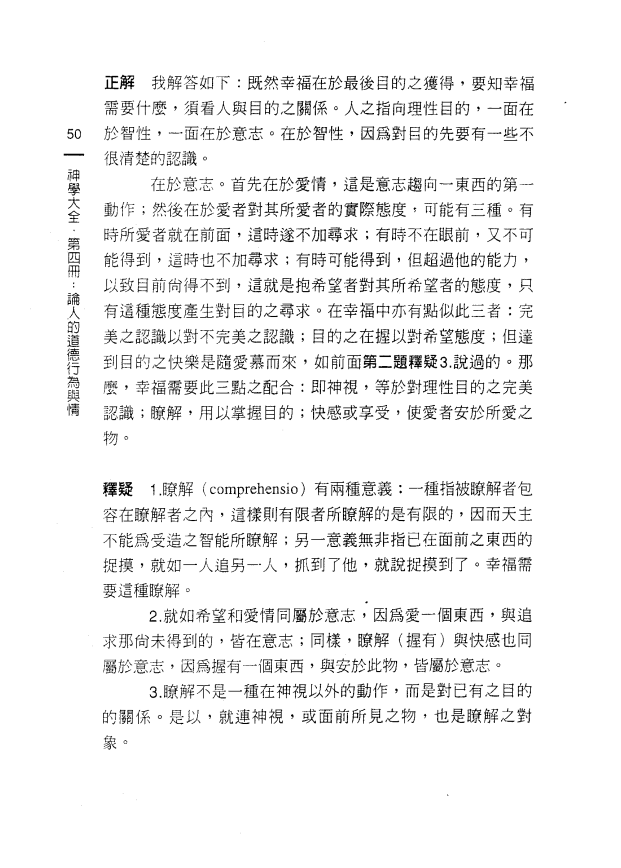 50
神學大全．第四冊：論人的道德行為與情
正解　我解答如下：既然幸福在於最後目的之獲得，要知幸福
需要什麼，須看人與目的之關係。人之指向理性目的，一面在
於智性，一面在於意志。在於智性，因爲對目的先要有一些不
很清楚的認識。
在於意志。首先在於愛情，這是意志趨向一東西的第一
動作；然後在於愛者對其所愛者的實際態度，可能有三種。有
時所愛者就在前面，這時遂不加尋求；有時不在眼前，又不可
能得到，這時也不加尋求；有時可能得到，但超過他的能力，
以致目前尚得不到，這就是抱希望者對其所希望者的態度，只
有這種態度產生對目的之尋求。在幸福中亦有點似此三者：完
美之認識以對不完美之認識；目的之在握以對希望態度；但達
到目的之快樂是隨愛慕而來，如前面第二題釋疑3.說過的。那
麼，幸福需要此三點之配合：即神視，等於對理性目的之完美
認識；瞭解，用以掌握目的；快感或享受，使愛者安於所愛之
物。
釋疑　1.瞭解（comprehensio）有兩種意義：一種指被瞭解者包
容在瞭解者之內，這樣則有限者所瞭解的是有限的，因而天主
不能爲受造之智能所瞭解；另一意義無非指已在面前之東西的
捉摸，就如一人追另一人，抓到了他，就說捉摸到了。幸福需
要這種瞭解。
2.就如希望和愛情同屬於意志，因爲愛一個東西，與追
求那尚未得到的，皆在意志；同樣，瞭解（握有）與快感也同
屬於意志，因爲握有一個東西，與安於此物，皆屬於意志。
3.瞭解不是一種在神視以外的動作，而是對已有之目的
的關係。是以，就連神視，或面前所見之物，也是瞭解之對
象。